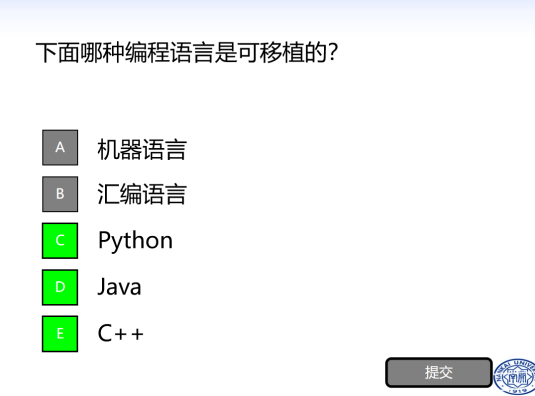 下面哪种编程语言是可移植的?
A 机器语言
B 汇编语言
C Python
D Java
E C++
提交